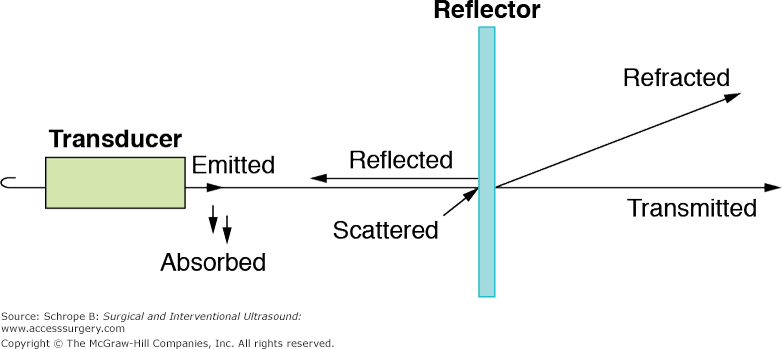 Reflector
Refracted
Transducer
Emitted
Reflected
Transmitted
Scattered
Absorbed
Source: Schrope B: Surgical and Interventional Ultrasound:
www.accesssurgery.com
Copyright © The McGraw-Hill Companies, Inc. All rights reserved.